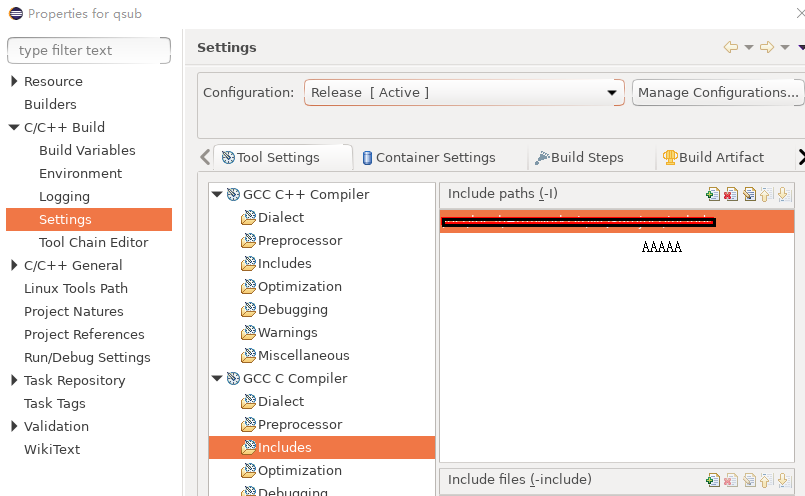 Properties for qsub
type filter text
Resource
Builders
C/C++ Build
Build Variables
Environment
Logging
Settings
Tool Chain Editor
C/C++ General
Linux Tools Path
Project Natures
Project References
Run/Debug Settings
Task Repository
Task Tags
Validation
WikiText
Settings
Configuration: Release [ Active ] Manage Configurations...
Tool Settings Container Settings Build Steps Build Artifact
GCC C++ Compiler
Dialect
Preprocessor
Includes
Optimization
Debugging
Warnings
Miscellaneous
GCC C Compiler
Dialect
Preprocessor
Includes
Optimization
Debugging
Include paths (-I)
AAAAA
Include files (-include)